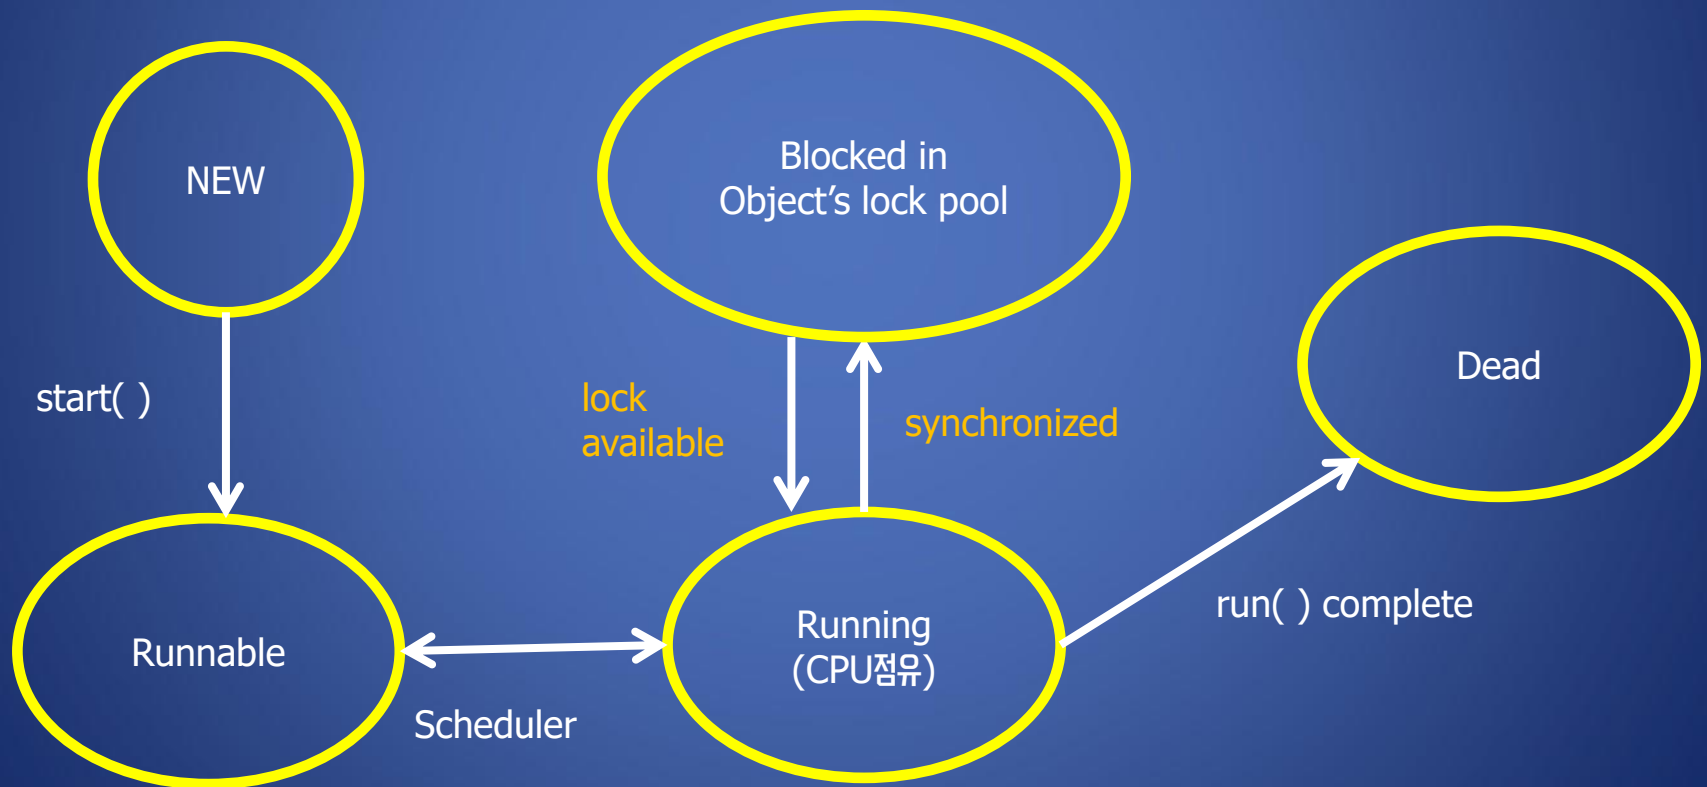 NEW
Blocked in
Object’s lock pool
Dead
start( )
lock
available
synchronized
run( ) complete
Runnable
Running
(CPU점유)
Scheduler